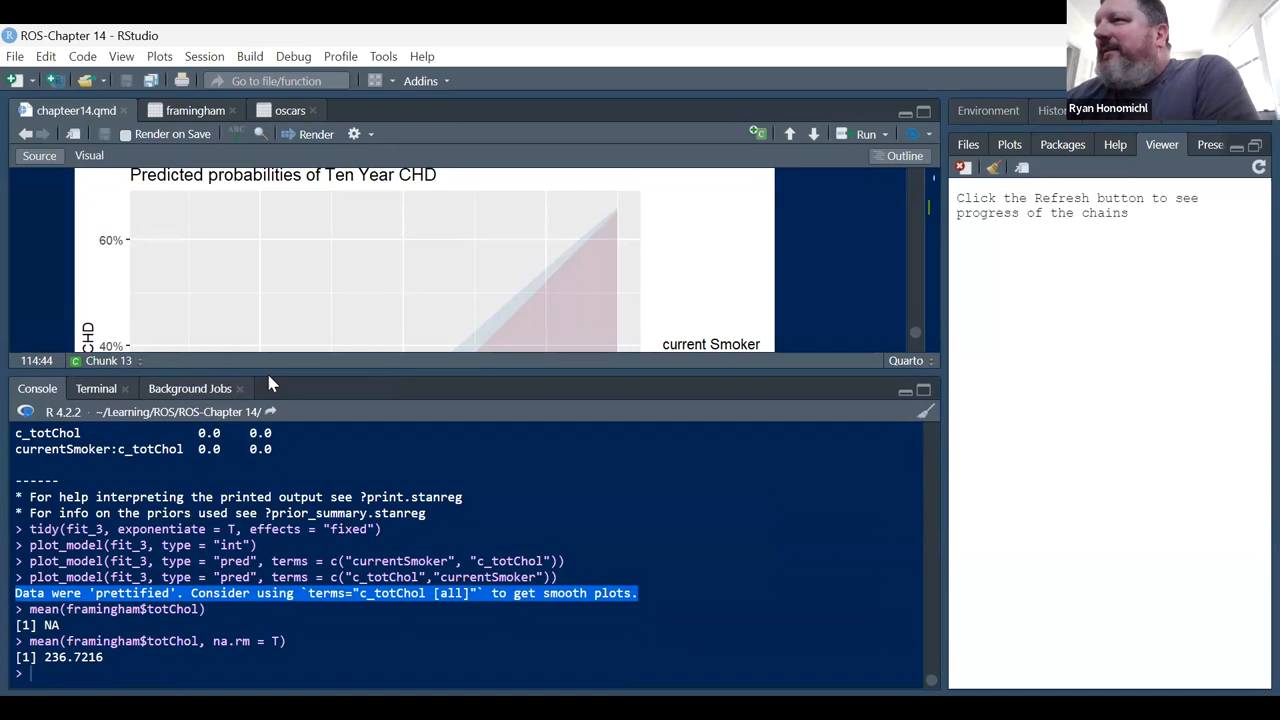 ROS-Chapter 14 - RStudio
File Edit Code View Plots Session Build Debug Profile Tools Help
Go to file/function Addins
Ryan Honomichl
chapteer14.qmd framingham oscars
Environment Histo
Render on Save Render Run
Files Plots Packages Help Viewer Prese
Source Visual Outline
Predicted probabilities of Ten Year CHD
60%
40%
CHD
current Smoker
Click the Refresh button to see
progress of the chains
114:44 Chunk 13 Quarto
Console Terminal Background Jobs
R 4.2.2 · ~/Learning/ROS/ROS-Chapter 14/
c_totChol 0.0 0.0
currentSmoker:c_totChol 0.0 0.0
------
* For help interpreting the printed output see ?print.stanreg
* For info on the priors used see ?prior_summary.stanreg
> tidy(fit_3, exponentiate = T, effects = "fixed")
> plot_model(fit_3, type = "int")
> plot_model(fit_3, type = "pred", terms = c("currentSmoker", "c_totChol"))
> plot_model(fit_3, type = "pred", terms = c("c_totChol","currentSmoker"))
Data were 'prettified'. Consider using `terms="c_totChol [all]"` to get smooth plots.
> mean(framingham$totChol)
[1] NA
> mean(framingham$totChol, na.rm = T)
[1] 236.7216
>